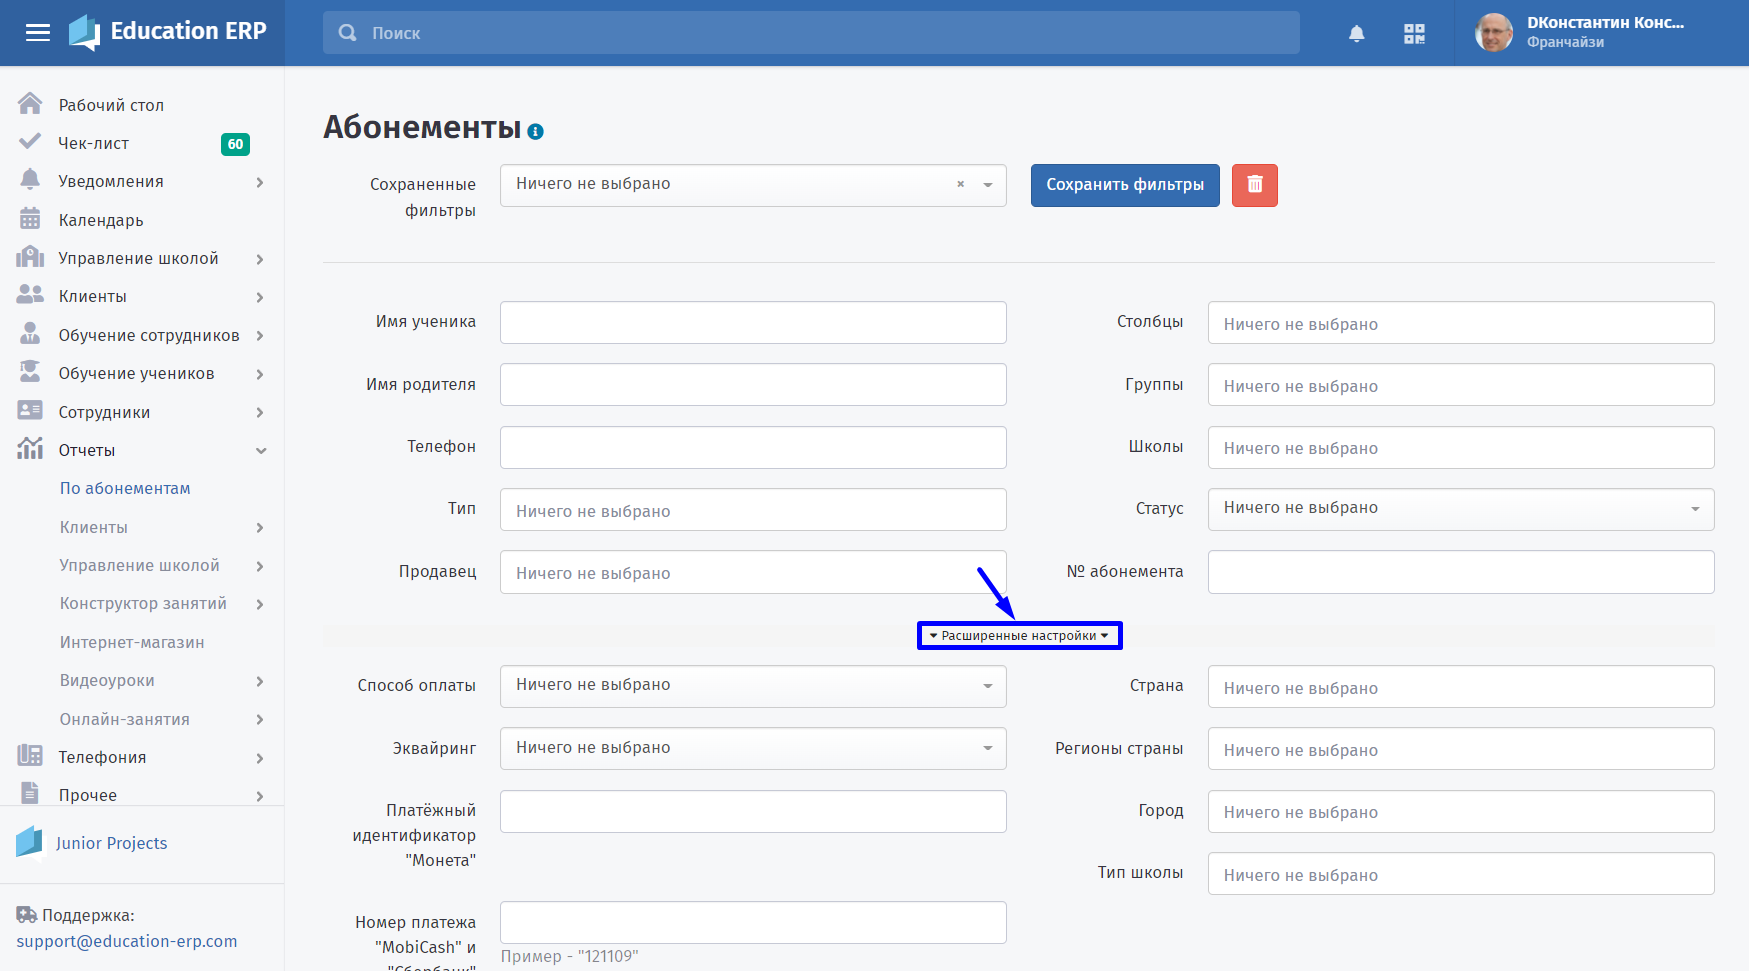 Education ERP
Поиск
DКонстантин Конс...
Франчайзи
Рабочий стол
Чек-лист
60
Уведомления
Календарь
Управление школой
Клиенты
Обучение сотрудников
Обучение учеников
Сотрудники
Отчеты
По абонементам
Клиенты
Управление школой
Конструктор занятий
Интернет-магазин
Видеоуроки
Онлайн-занятия
Телефония
Прочее
Junior Projects
Поддержка:
support@education-erp.com
Абонементы
Сохраненные
фильтры
Ничего не выбрано
×
Сохранить фильтры
Имя ученика
Столбцы
Ничего не выбрано
Имя родителя
Группы
Ничего не выбрано
Телефон
Школы
Ничего не выбрано
Тип
Ничего не выбрано
Статус
Ничего не выбрано
Продавец
Ничего не выбрано
№ абонемента
Расширенные настройки
Способ оплаты
Ничего не выбрано
Страна
Ничего не выбрано
Эквайринг
Ничего не выбрано
Регионы страны
Ничего не выбрано
Платёжный
идентификатор
"Монета"
Город
Ничего не выбрано
Тип школы
Ничего не выбрано
Номер платежа
"MobiCash" и
"Сбербанк"
Пример - "121109"